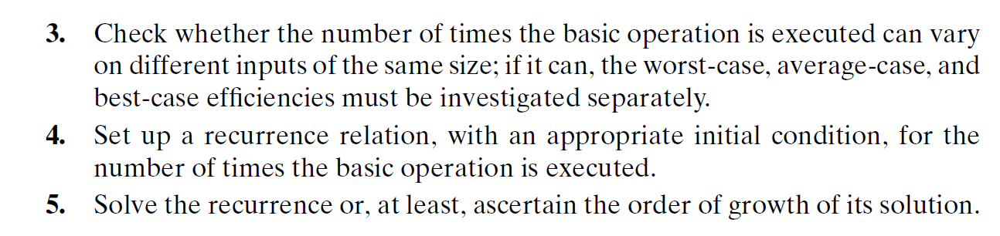 3. Check whether the number of times the basic operation is executed can vary
on different inputs of the same size; if it can, the worst-case, average-case, and
best-case efficiencies must be investigated separately.
4. Set up a recurrence relation, with an appropriate initial condition, for the
number of times the basic operation is executed.
5. Solve the recurrence or, at least, ascertain the order of growth of its solution.